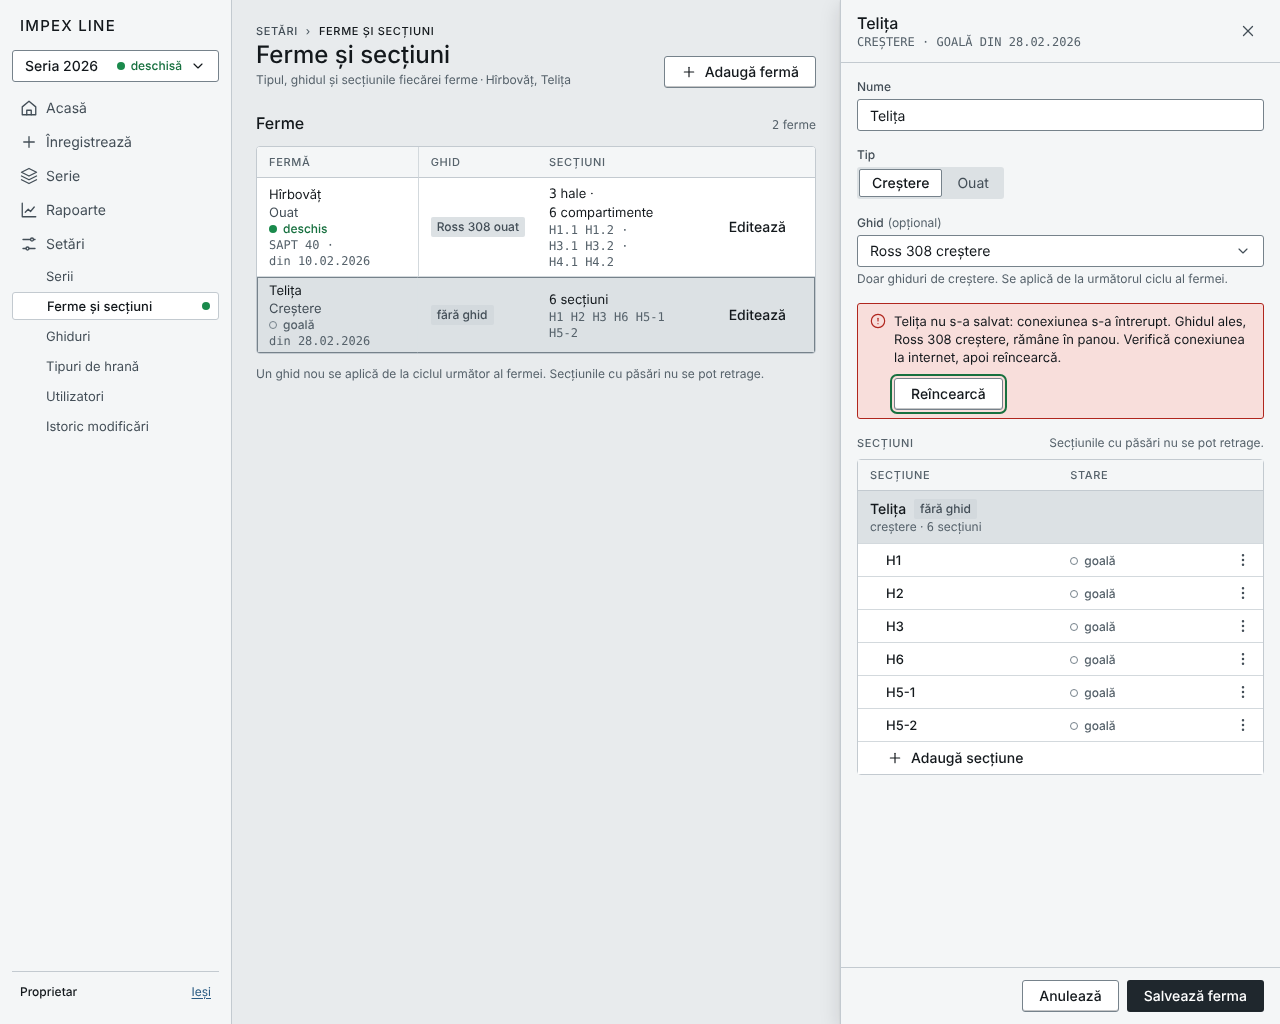 IMPEX LINE
Seria 2026 deschisă
Acasă
Înregistrează
Serie
Rapoarte
Setări
Serii
Ferme și secțiuni
Ghiduri
Tipuri de hrană
Utilizatori
Istoric modificări
Proprietar Ieși
SETĂRI › FERME ȘI SECȚIUNI
Ferme și secțiuni
Tipul, ghidul și secțiunile fiecărei ferme · Hîrbovăț, Telița
Adaugă fermă
Ferme 2 ferme
FERMĂ GHID SECȚIUNI
Hîrbovăț
Ouat
deschis
SAPT 40 ·
din 10.02.2026
Ross 308 ouat
3 hale ·
6 compartimente
H1.1 H1.2 ·
H3.1 H3.2 ·
H4.1 H4.2
Editează
Telița
Creștere
goală
din 28.02.2026
fără ghid
6 secțiuni
H1 H2 H3 H6 H5-1
H5-2
Editează
Un ghid nou se aplică de la ciclul următor al fermei. Secțiunile cu păsări nu se pot retrage.
Telița
CREȘTERE · GOALĂ DIN 28.02.2026
Nume
Telița
Tip
Creștere Ouat
Ghid (opțional)
Ross 308 creștere
Doar ghiduri de creștere. Se aplică de la următorul ciclu al fermei.
Telița nu s-a salvat: conexiunea s-a întrerupt. Ghidul ales,
Ross 308 creștere, rămâne în panou. Verifică conexiunea
la internet, apoi reîncearcă.
Reîncearcă
SECȚIUNI Secțiunile cu păsări nu se pot retrage.
SECȚIUNE STARE
Telița fără ghid
creștere · 6 secțiuni
H1 goală
H2 goală
H3 goală
H6 goală
H5-1 goală
H5-2 goală
Adaugă secțiune
Anulează Salvează ferma